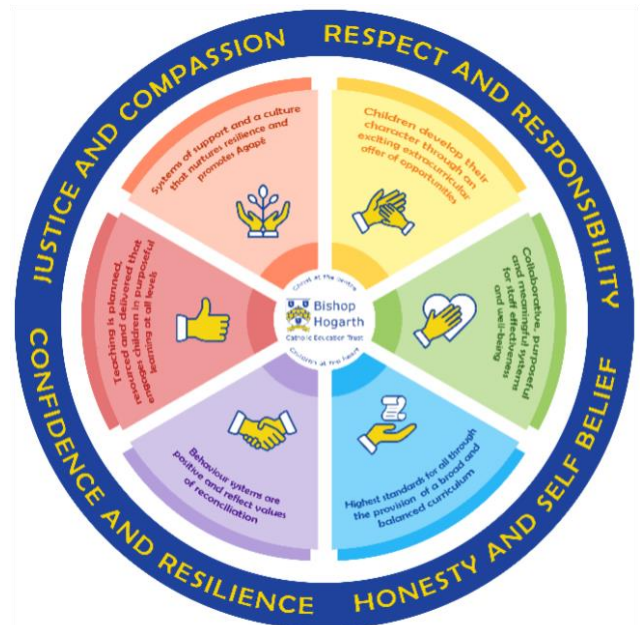 JUSTICE AND COMPASSION
RESPECT AND RESPONSIBILITY
HONESTY AND SELF BELIEF
CONFIDENCE AND RESILIENCE
Systems of support and a culture
that nurtures resilience and
promotes Agapè
Children develop their
character through an
exciting extracurricular
offer of opportunities
Collaborative, purposeful
and meaningful systems
for staff effectiveness
and well-being
Highest standards for all through
the provision of a broad and
balanced curriculum
Behaviour systems are
positive and reflect values
of reconciliation
Teaching is planned,
resourced and delivered that
engages children in purposeful
learning at all levels
Christ at the centre
Bishop
Hogarth
Catholic Education Trust
Children at the heart